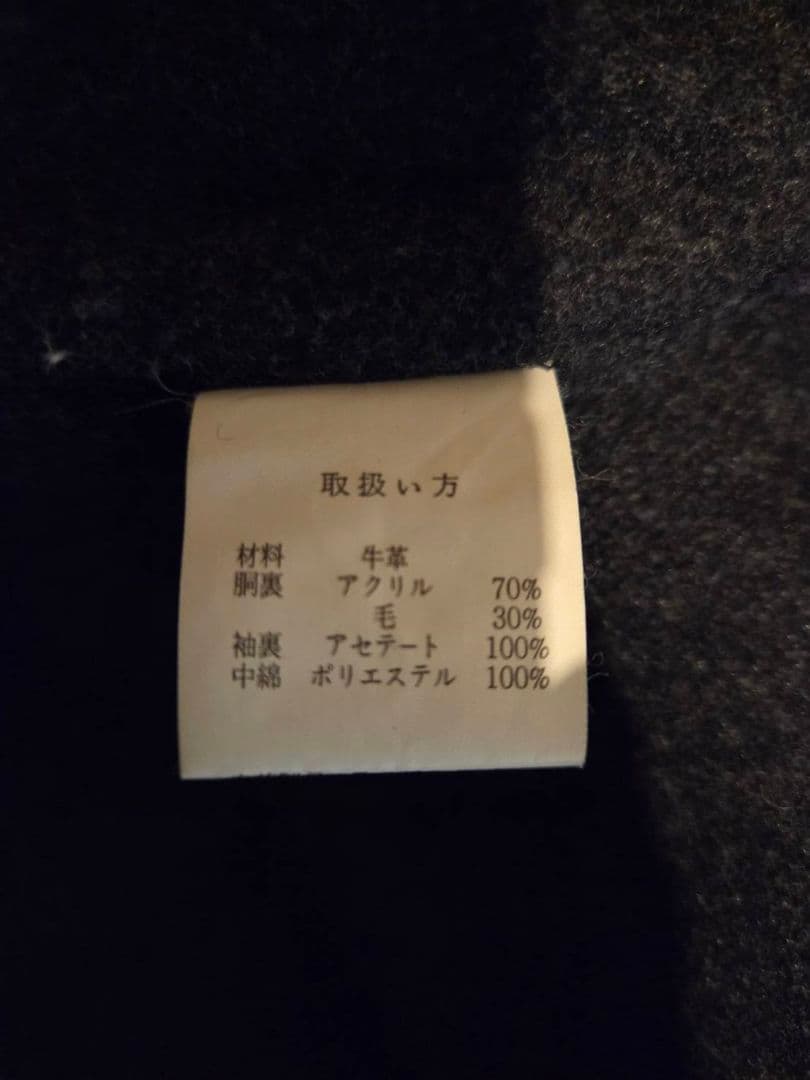 取扱い方
材料 牛革
胴裏 アクリル 70%
毛 30%
袖裏 アセテート 100%
中綿 ポリエステル 100%